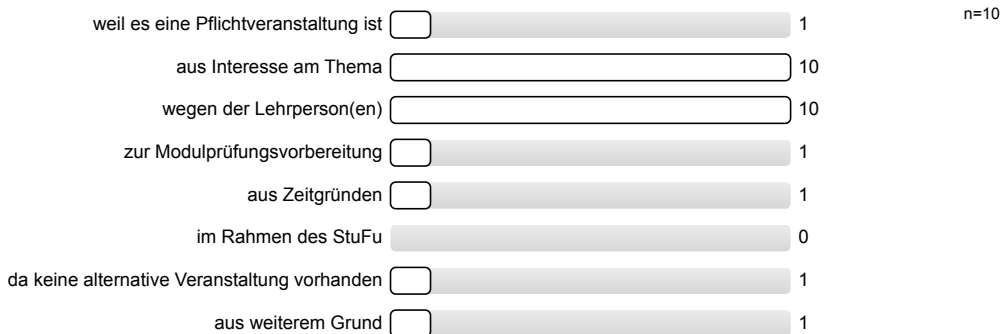 weil es eine Pflichtveranstaltung ist 1 n=10
aus Interesse am Thema 10
wegen der Lehrperson(en) 10
zur Modulprüfungsvorbereitung 1
aus Zeitgründen 1
im Rahmen des StuFu 0
da keine alternative Veranstaltung vorhanden 1
aus weiterem Grund 1